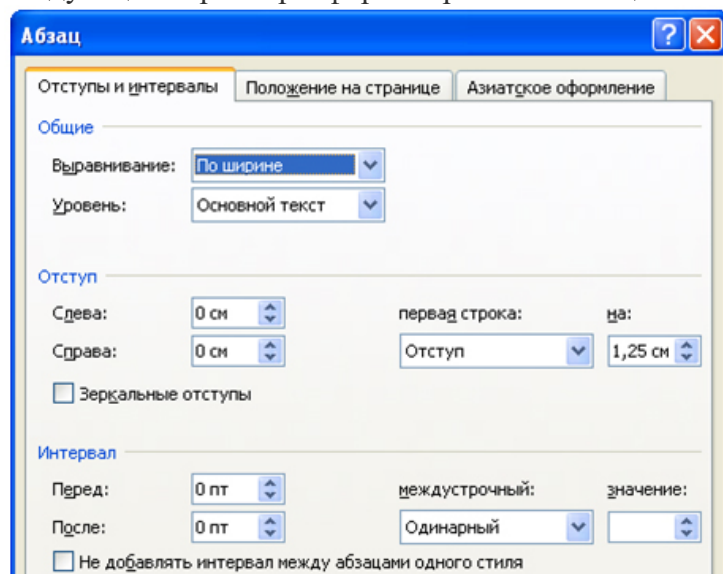 Абзац
Отступы и интервалы Положение на странице Азиатское оформление
Общие
Выравнивание: По ширине
Уровень: Основной текст
Отступ
Слева: 0 см первая строка: на:
Справа: 0 см Отступ 1,25 см
Зеркальные отступы
Интервал
Перед: 0 пт междустрочный: значение:
После: 0 пт Одинарный
Не добавлять интервал между абзацами одного стиля